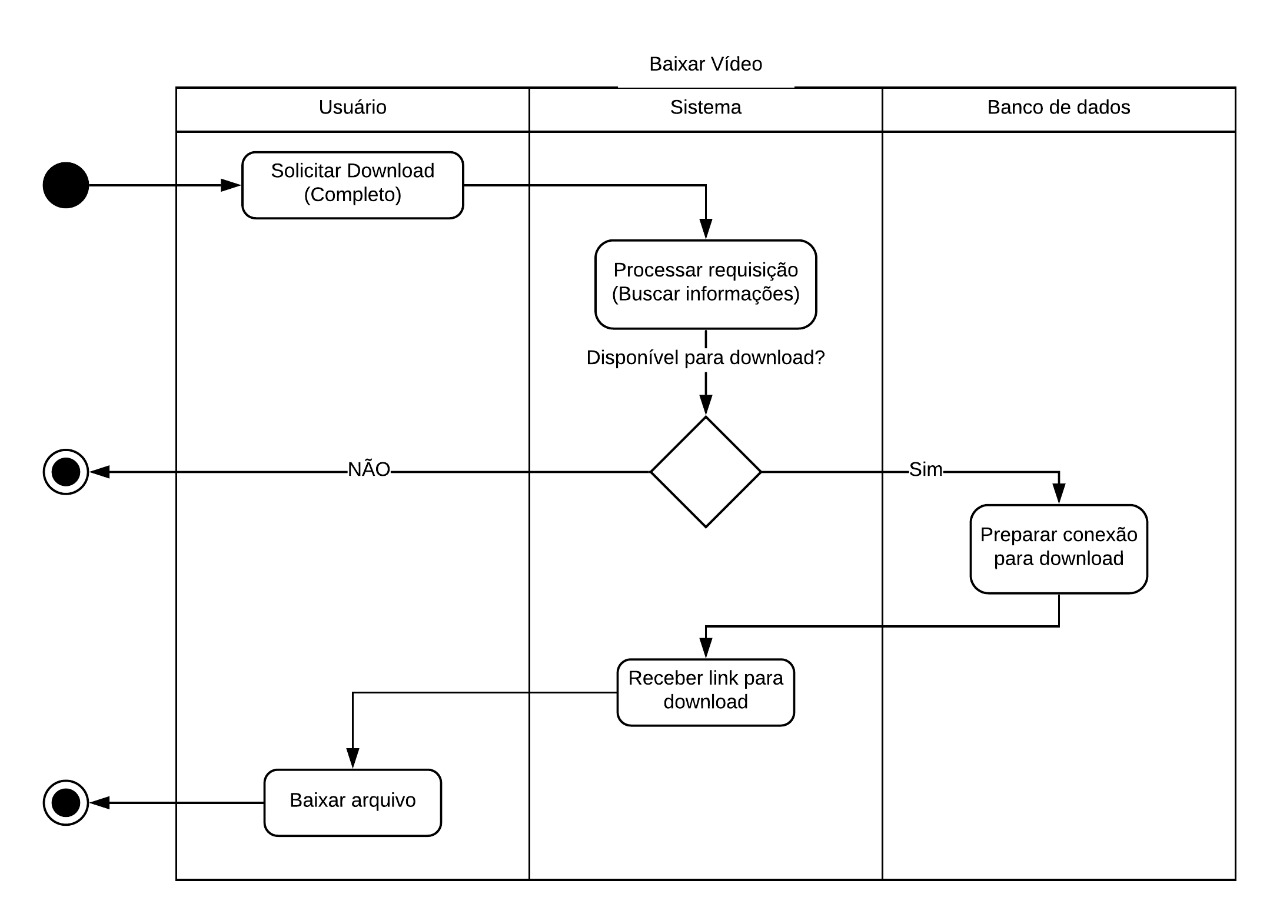 Baixar Vídeo
Usuário
Sistema
Banco de dados
Solicitar Download
(Completo)
Processar requisição
(Buscar informações)
Disponível para download?
NÃO
Sim
Preparar conexão
para download
Receber link para
download
Baixar arquivo